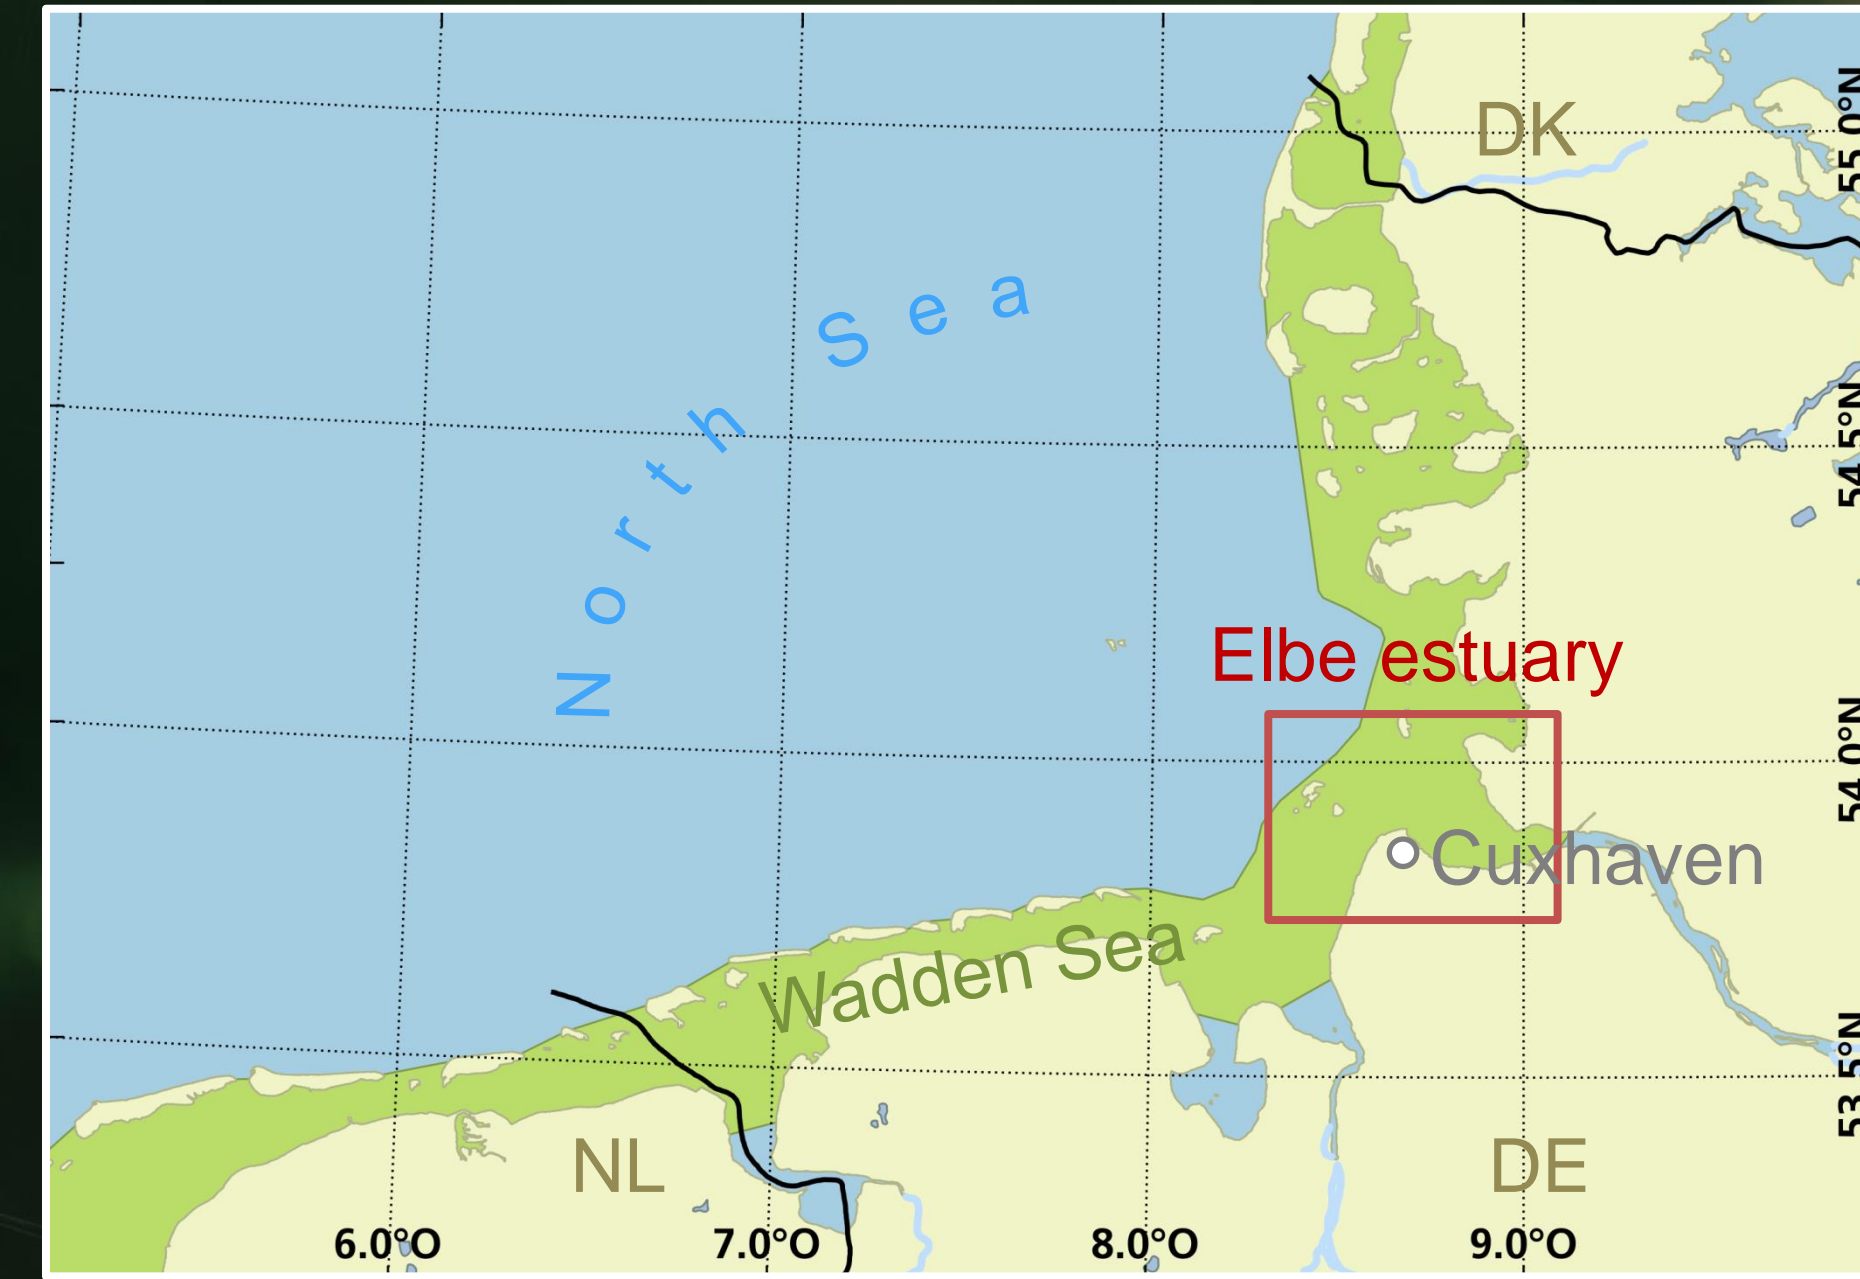 DK
55.0°N
North Sea
54.5°N
Elbe estuary
54.0°N
Cuxhaven
Wadden Sea
53.5°N
NL
DE
6.0°O
7.0°O
8.0°O
9.0°O